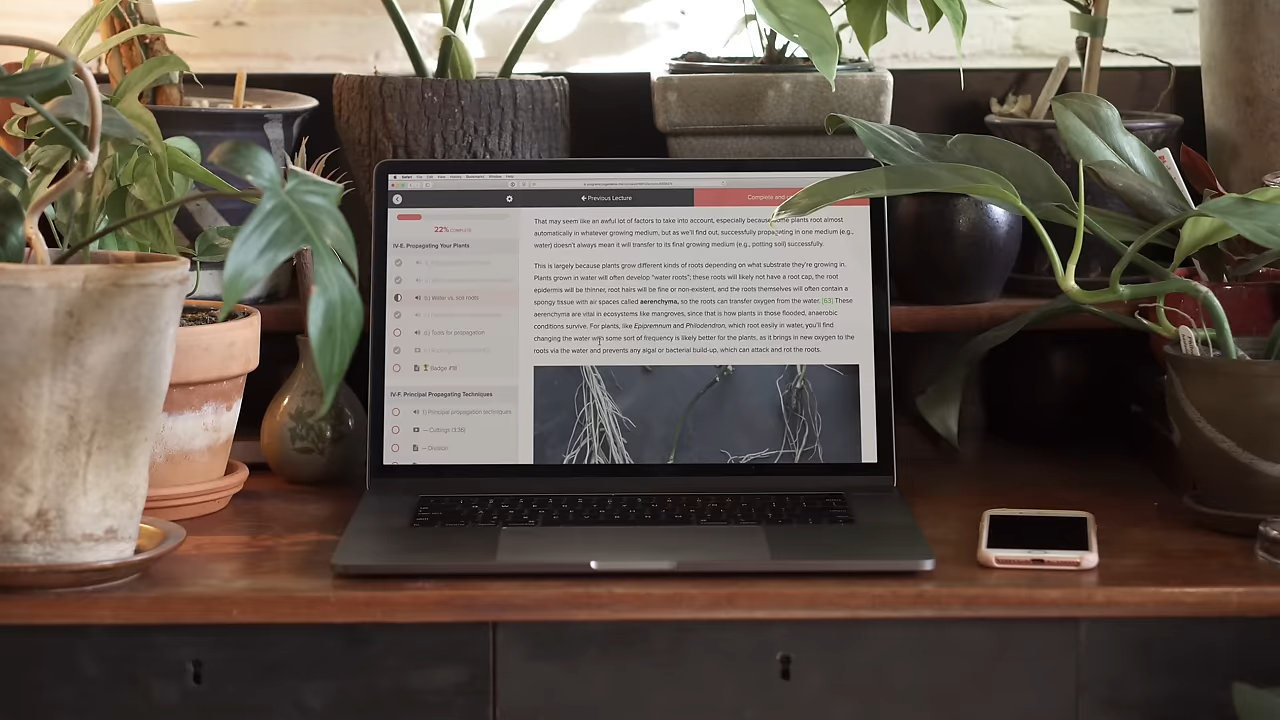 Safari File Edit View History Bookmarks Window Help
Previous Lecture
Complete and
22% COMPLETE
IV-E. Propagating Your Plants
b.) Water vs. soil roots
d.) Tools for propagation
Badge #18
IV-F. Principal Propagating Techniques
1) Principal propagation techniques
— Cuttings (3:36)
— Division
That may seem like an awful lot of factors to take into account, especially because some plants root almost
automatically in whatever growing medium, but as we'll find out, successfully propagating in one medium (e.g.,
water) doesn't always mean it will transfer to its final growing medium (e.g., potting soil) successfully.
This is largely because plants grow different kinds of roots depending on what substrate they're growing in.
Plants grown in water will often develop "water roots"; these roots will likely not have a root cap, the root
epidermis will be thinner, root hairs will be fine or non-existent, and the roots themselves will often contain a
spongy tissue with air spaces called aerenchyma, so the roots can transfer oxygen from the water. [63] These
aerenchyma are vital in ecosystems like mangroves, since that is how plants in those flooded, anaerobic
conditions survive. For plants, like Epipremnum and Philodendron, which root easily in water, you'll find
changing the water with some sort of frequency is likely better for the plants, as it brings in new oxygen to the
roots via the water and prevents any algal or bacterial build-up, which can attack and rot the roots.